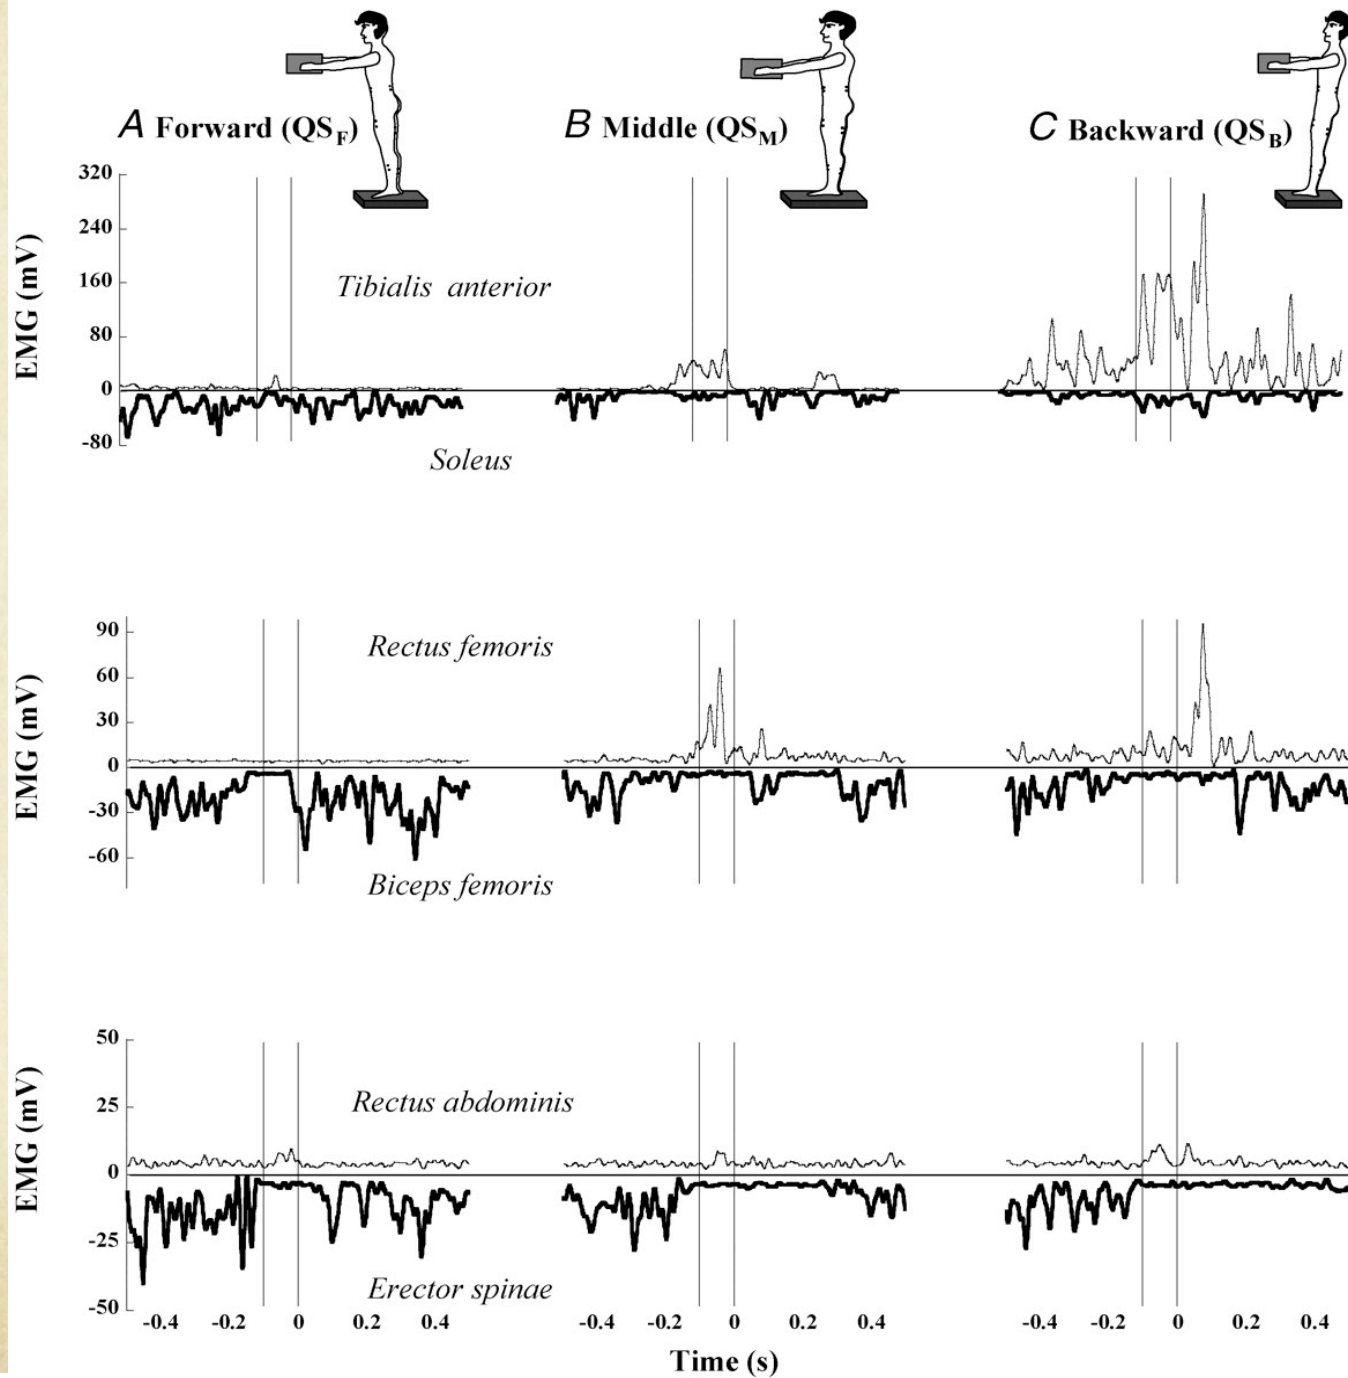 A Forward (QSF)
B Middle (QSM)
C Backward (QSB)
320
240
160
80
0
-80
EMG (mV)
Tibialis anterior
Soleus
90
60
30
0
-30
-60
EMG (mV)
Rectus femoris
Biceps femoris
50
25
0
-25
-50
EMG (mV)
Rectus abdominis
Erector spinae
-0.4 -0.2 0 0.2 0.4
-0.4 -0.2 0 0.2 0.4
-0.4 -0.2 0 0.2 0.4
Time (s)